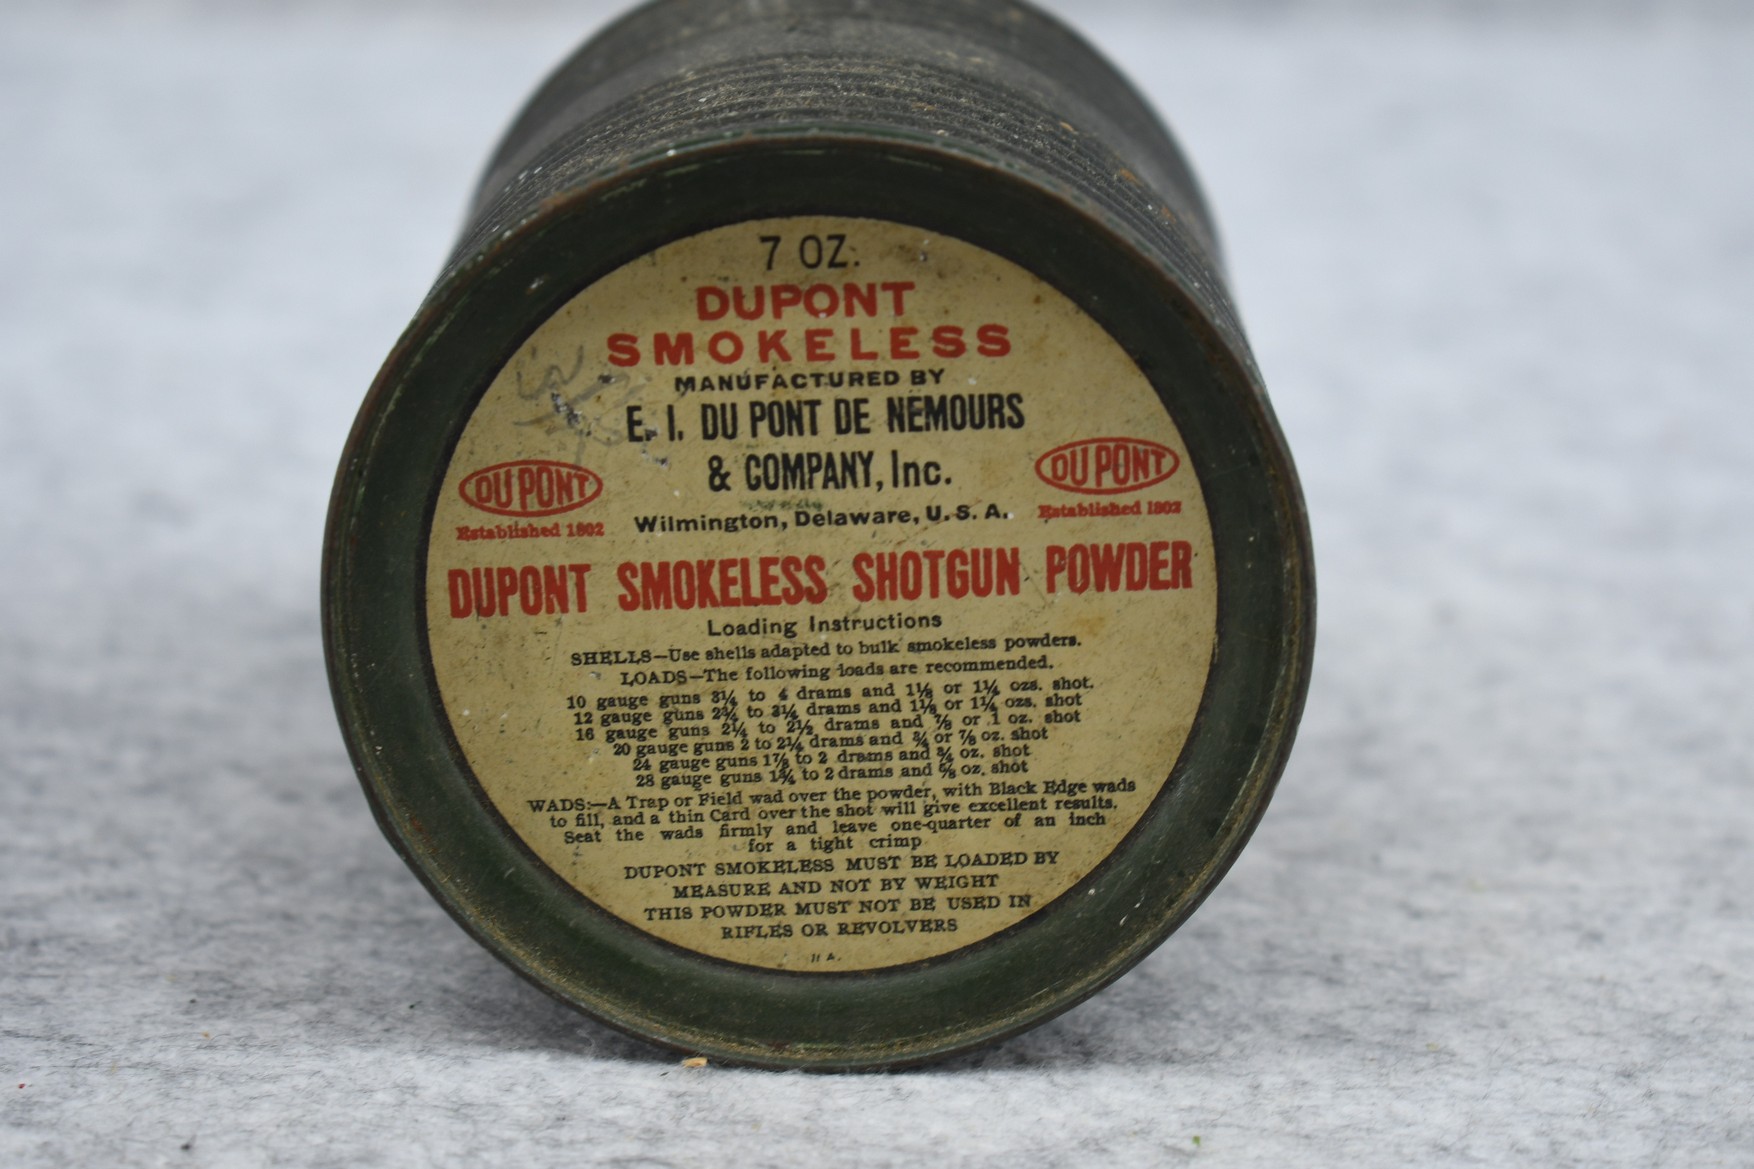 7 OZ.
DUPONT
SMOKELESS
MANUFACTURED BY
E. I. DU PONT DE NEMOURS
& COMPANY, Inc.
Wilmington, Delaware, U. S. A.
DU PONT
Established 1802
DU PONT
Established 1802
DUPONT SMOKELESS SHOTGUN POWDER
Loading Instructions
SHELLS—Use shells adapted to bulk smokeless powders.
LOADS—The following loads are recommended.
10 gauge guns 3¼ to 4 drams and 1⅛ or 1¼ ozs. shot.
12 gauge guns 2¾ to 3¼ drams and 1⅛ or 1¼ ozs. shot
16 gauge guns 2¼ to 2½ drams and ⅞ or 1 oz. shot
20 gauge guns 2 to 2¼ drams and ¾ or ⅞ oz. shot
24 gauge guns 1⅞ to 2 drams and ¾ oz. shot
28 gauge guns 1¾ to 2 drams and ⅝ oz. shot
WADS:—A Trap or Field wad over the powder, with Black Edge wads
to fill, and a thin Card over the shot will give excellent results.
Seat the wads firmly and leave one-quarter of an inch
for a tight crimp
DUPONT SMOKELESS MUST BE LOADED BY
MEASURE AND NOT BY WEIGHT
THIS POWDER MUST NOT BE USED IN
RIFLES OR REVOLVERS